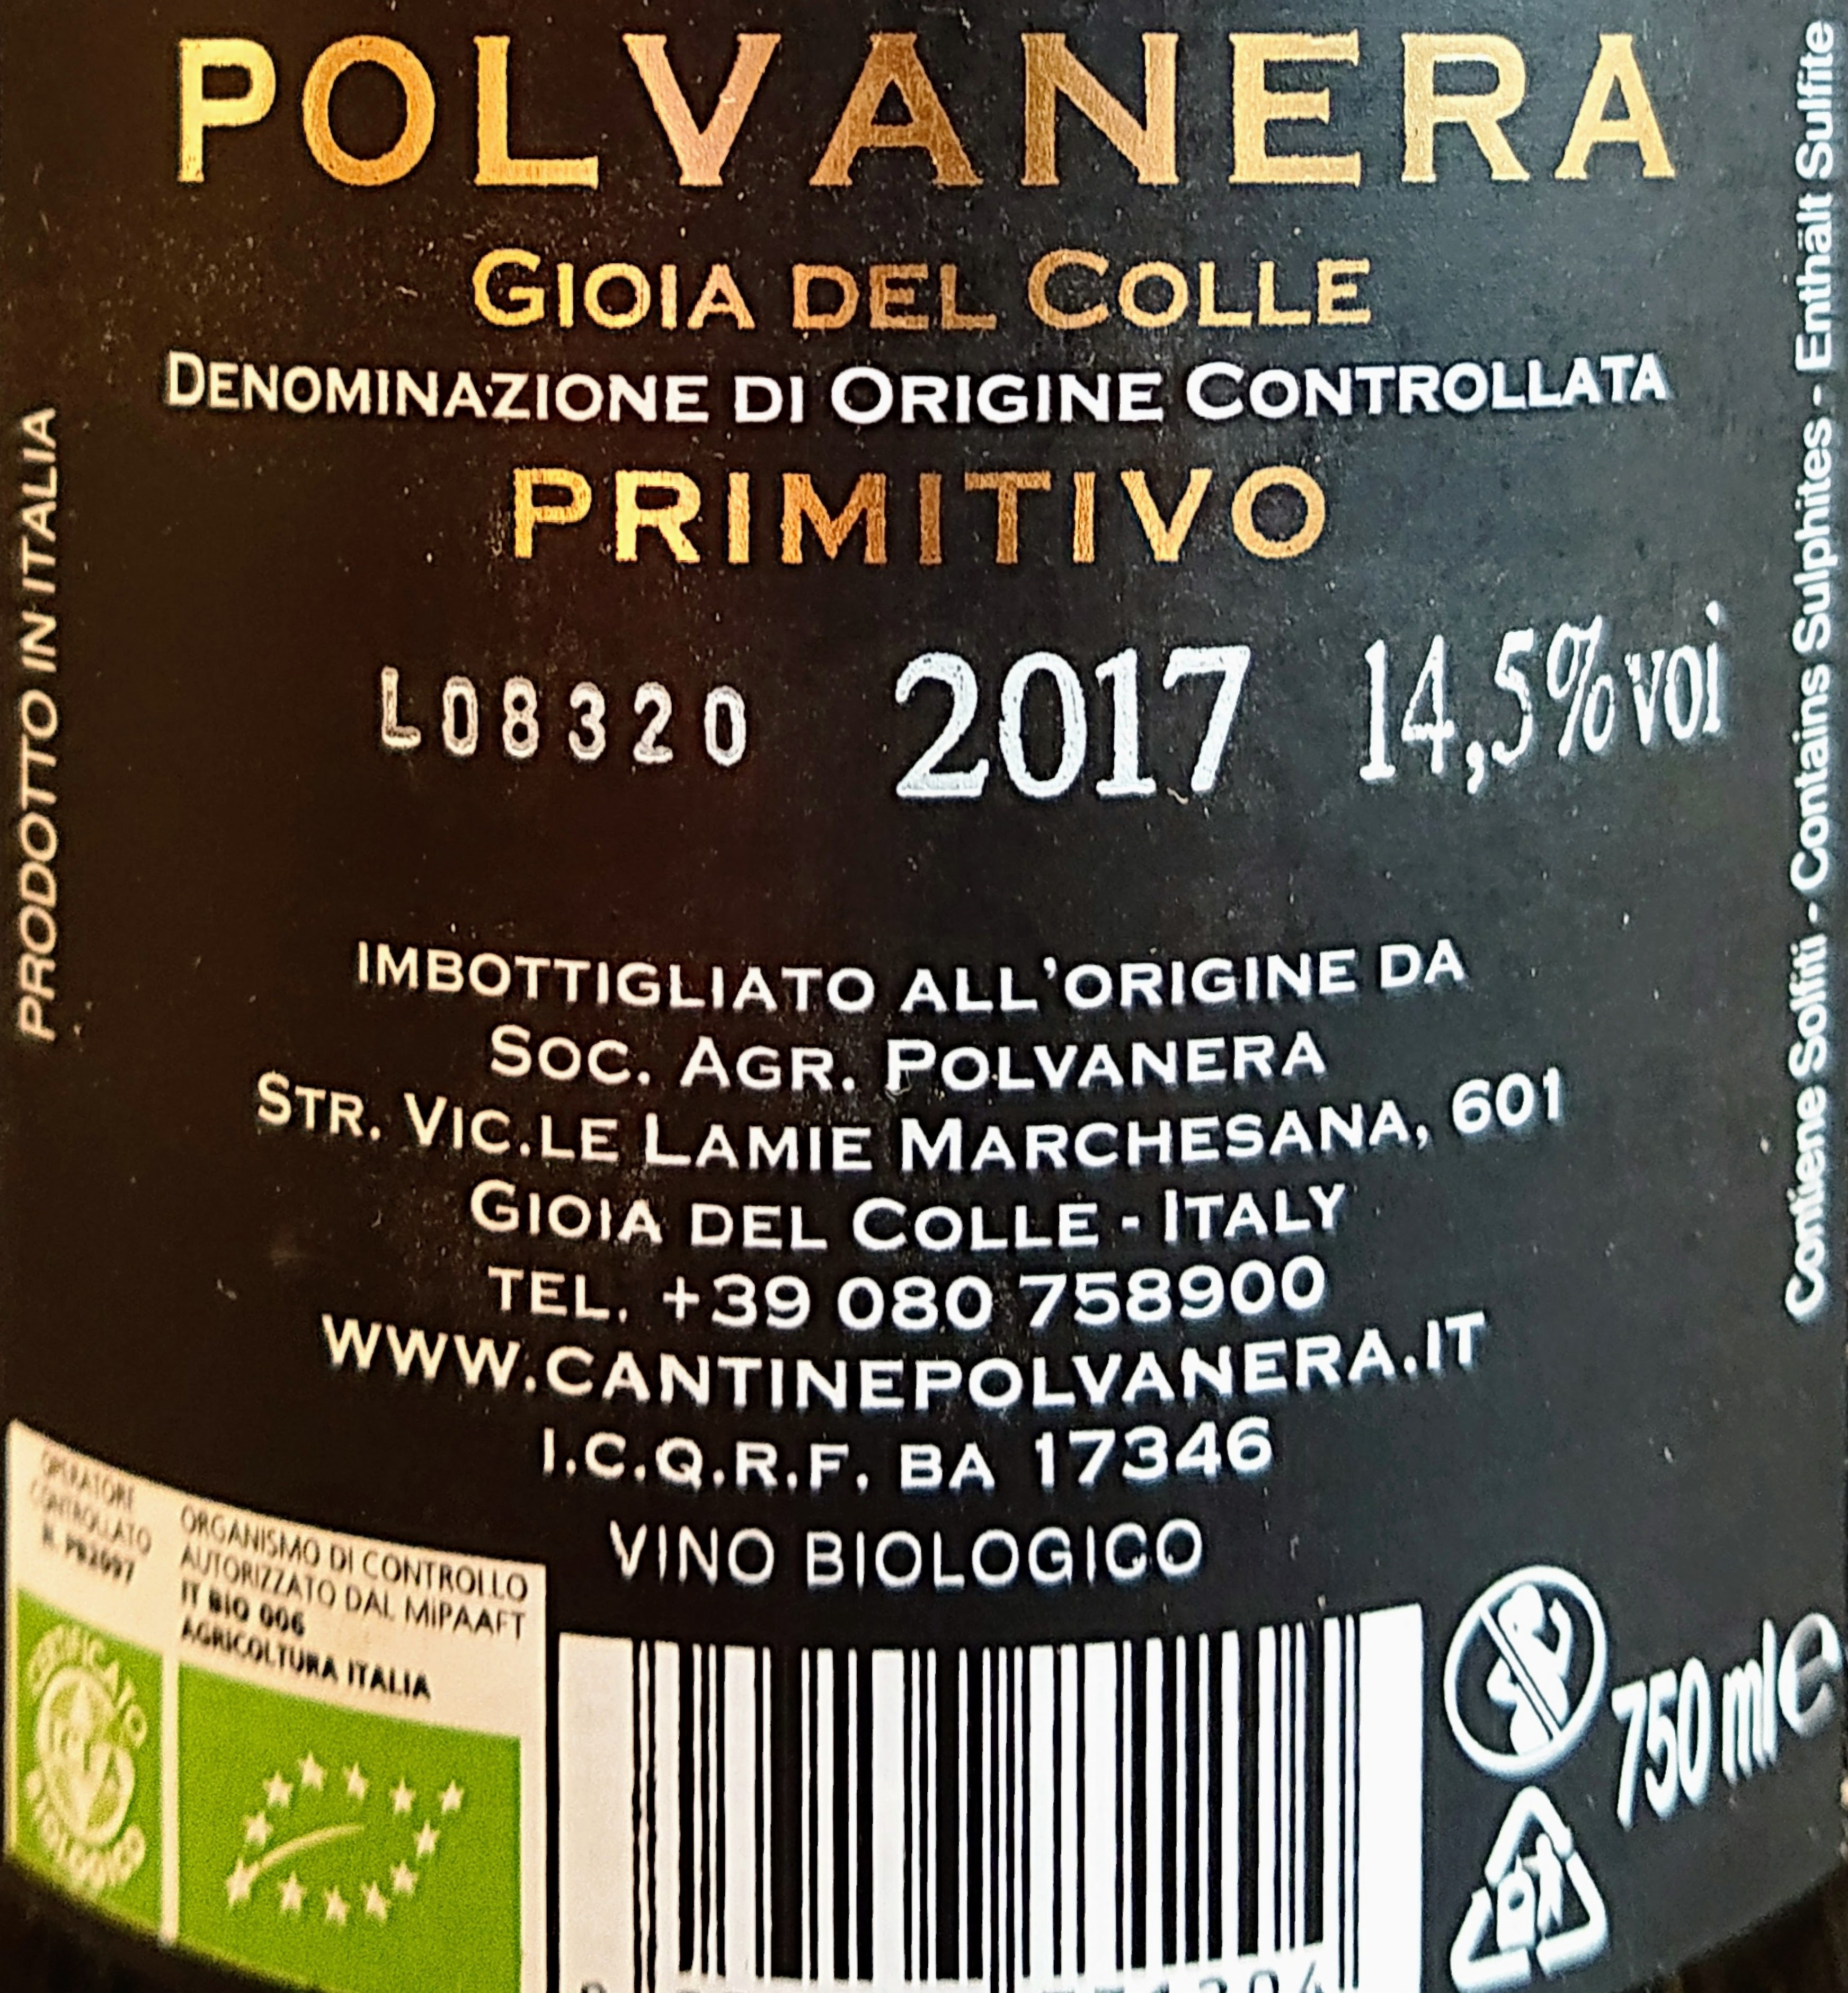 POLVANERA
GIOIA DEL COLLE
DENOMINAZIONE DI ORIGINE CONTROLLATA
PRIMITIVO
L08320 2017 14,5% vol
IMBOTTIGLIATO ALL'ORIGINE DA
SOC. AGR. POLVANERA
STR. VIC.LE LAMIE MARCHESANA, 601
GIOIA DEL COLLE - ITALY
TEL. +39 080 758900
WWW.CANTINEPOLVANERA.IT
I.C.Q.R.F. BA 17346
VINO BIOLOGICO
PRODOTTO IN ITALIA
Contiene Solfiti - Contains Sulphites - Enthält Sulfite
OPERATORE
CONTROLLATO
ORGANISMO DI CONTROLLO
AUTORIZZATO DAL MiPAAFT
IT BIO 006
AGRICOLTURA ITALIA
BIOLOGICO
750 ml e